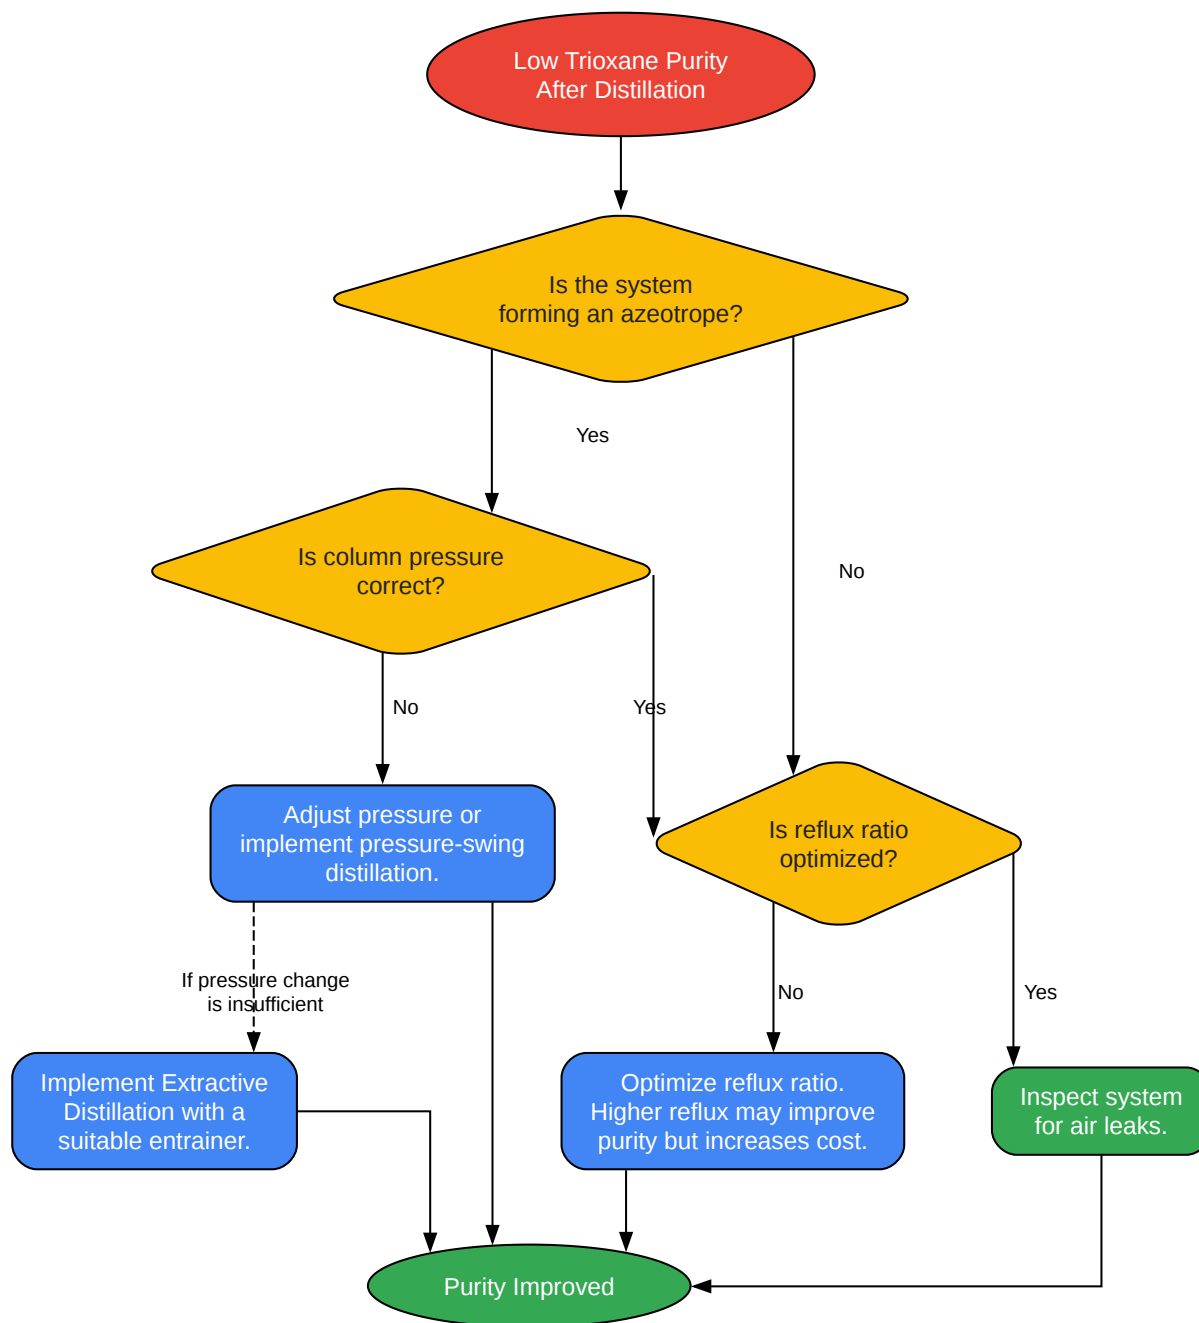 Low Trioxane Purity
After Distillation
Is the system
forming an azeotrope?
Yes
Is column pressure
correct?
No
No
Yes
Adjust pressure or
implement pressure-swing
distillation.
Is reflux ratio
optimized?
If pressure change
is insufficient
No
Yes
Implement Extractive
Distillation with a
suitable entrainer.
Optimize reflux ratio.
Higher reflux may improve
purity but increases cost.
Inspect system
for air leaks.
Purity Improved